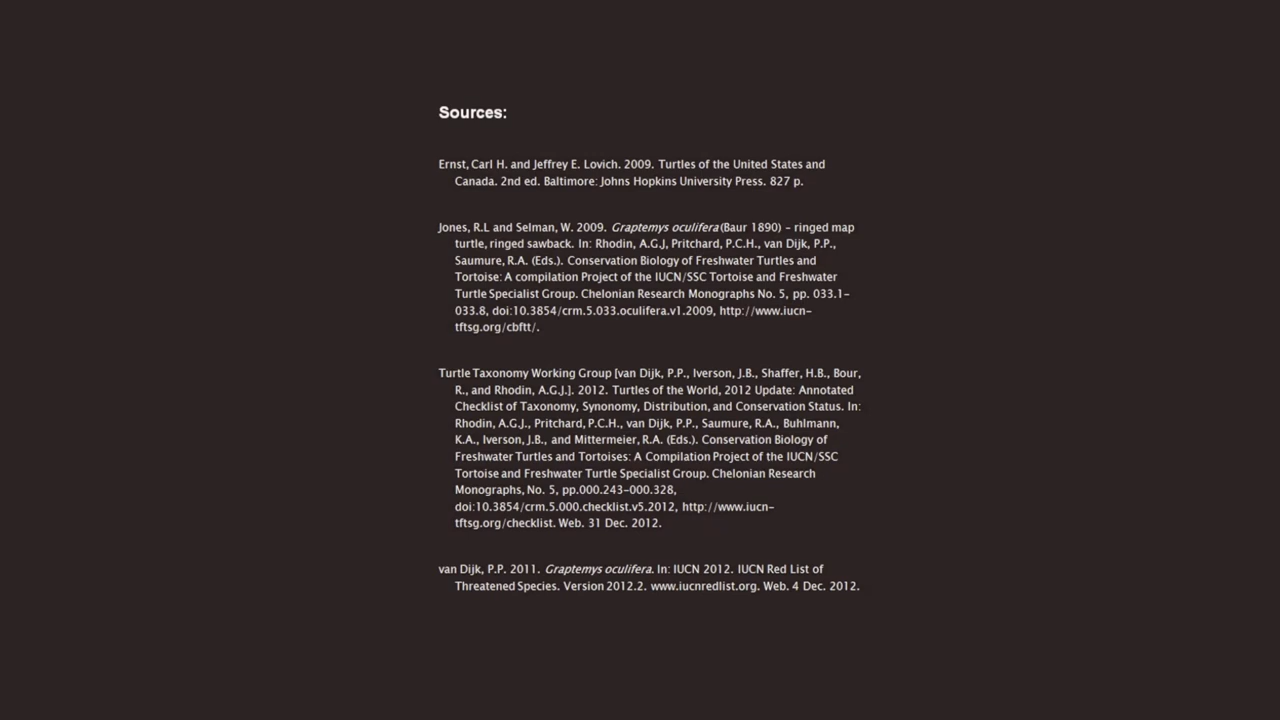 Sources:
Ernst, Carl H. and Jeffrey E. Lovich. 2009. Turtles of the United States and
Canada. 2nd ed. Baltimore: Johns Hopkins University Press. 827 p.
Jones, R.L and Selman, W. 2009. Graptemys oculifera (Baur 1890) – ringed map
turtle, ringed sawback. In: Rhodin, A.G.J, Pritchard, P.C.H., van Dijk, P.P.,
Saumure, R.A. (Eds.). Conservation Biology of Freshwater Turtles and
Tortoise: A compilation Project of the IUCN/SSC Tortoise and Freshwater
Turtle Specialist Group. Chelonian Research Monographs No. 5, pp. 033.1-
033.8, doi:10.3854/crm.5.033.oculifera.v1.2009, http://www.iucn-
tftsg.org/cbftt/.
Turtle Taxonomy Working Group [van Dijk, P.P., Iverson, J.B., Shaffer, H.B., Bour,
R., and Rhodin, A.G.J.]. 2012. Turtles of the World, 2012 Update: Annotated
Checklist of Taxonomy, Synonomy, Distribution, and Conservation Status. In:
Rhodin, A.G.J., Pritchard, P.C.H., van Dijk, P.P., Saumure, R.A., Buhlmann,
K.A., Iverson, J.B., and Mittermeier, R.A. (Eds.). Conservation Biology of
Freshwater Turtles and Tortoises: A Compilation Project of the IUCN/SSC
Tortoise and Freshwater Turtle Specialist Group. Chelonian Research
Monographs, No. 5, pp.000.243-000.328,
doi:10.3854/crm.5.000.checklist.v5.2012, http://www.iucn-
tftsg.org/checklist. Web. 31 Dec. 2012.
van Dijk, P.P. 2011. Graptemys oculifera. In: IUCN 2012. IUCN Red List of
Threatened Species. Version 2012.2. www.iucnredlist.org. Web. 4 Dec. 2012.